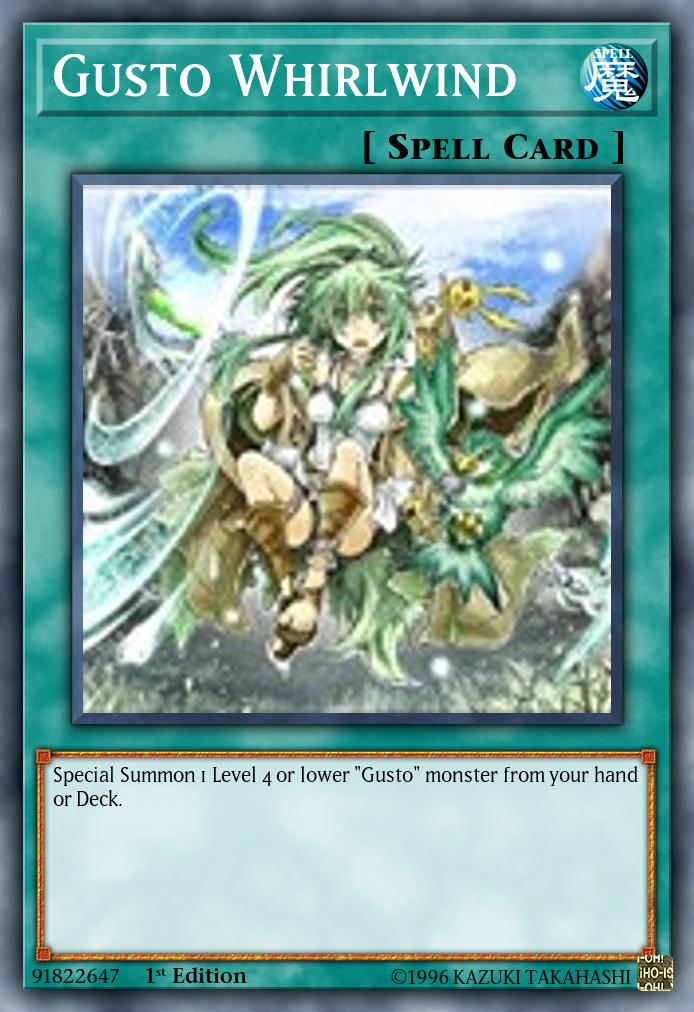 Gusto Whirlwind
SPELL
魔
[ Spell Card ]
Special Summon 1 Level 4 or lower "Gusto" monster from your hand
or Deck.
91822647 1st Edition ©1996 KAZUKI TAKAHASHI